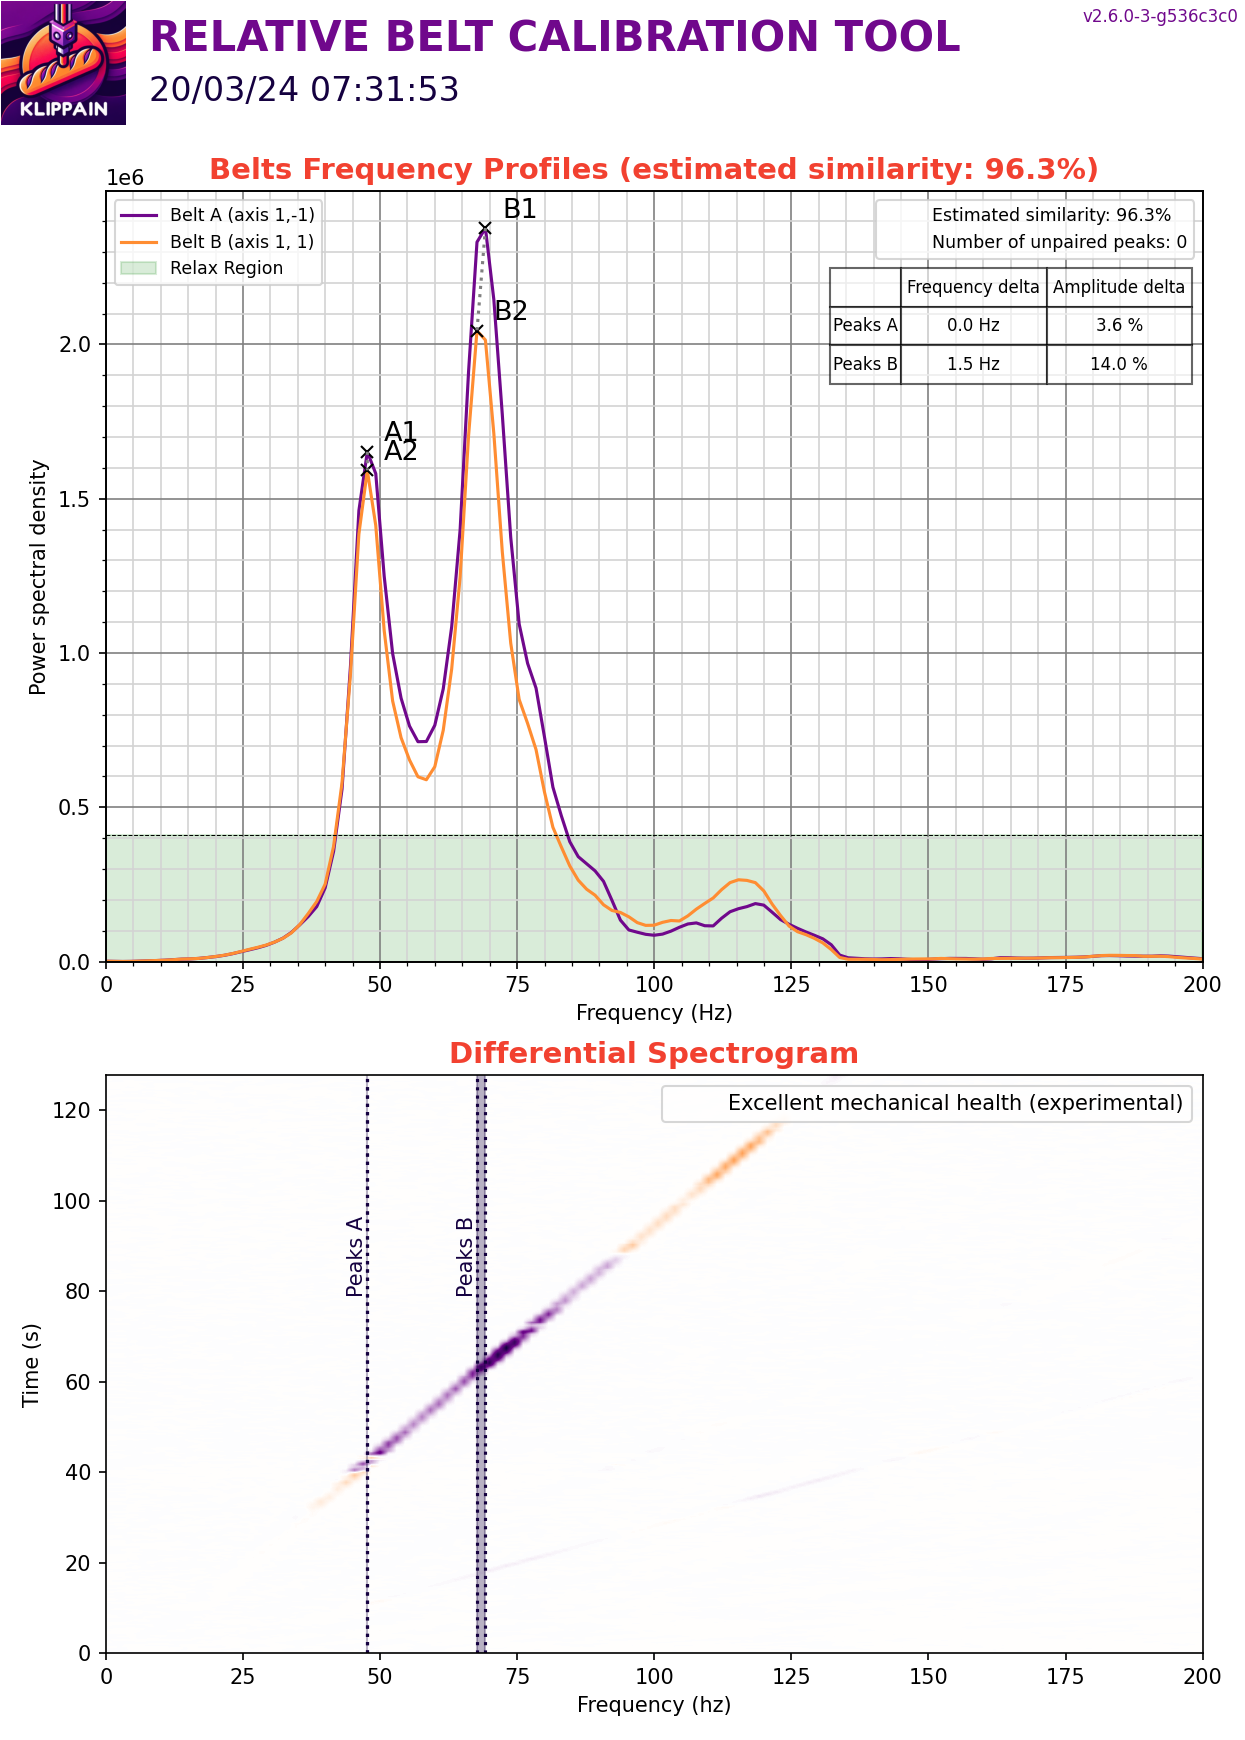 KLIPPAIN
RELATIVE BELT CALIBRATION TOOL
v2.6.0-3-g536c3c0
20/03/24 07:31:53
Belts Frequency Profiles (estimated similarity: 96.3%)
1e6
Belt A (axis 1,-1)
Belt B (axis 1, 1)
Relax Region
Estimated similarity: 96.3%
Number of unpaired peaks: 0
Frequency delta Amplitude delta
Peaks A 0.0 Hz 3.6 %
Peaks B 1.5 Hz 14.0 %
B1
B2
A1
A2
Power spectral density
2.0
1.5
1.0
0.5
0.0
0 25 50 75 100 125 150 175 200
Frequency (Hz)
Differential Spectrogram
Excellent mechanical health (experimental)
Peaks A
Peaks B
Time (s)
120
100
80
60
40
20
0
0 25 50 75 100 125 150 175 200
Frequency (hz)